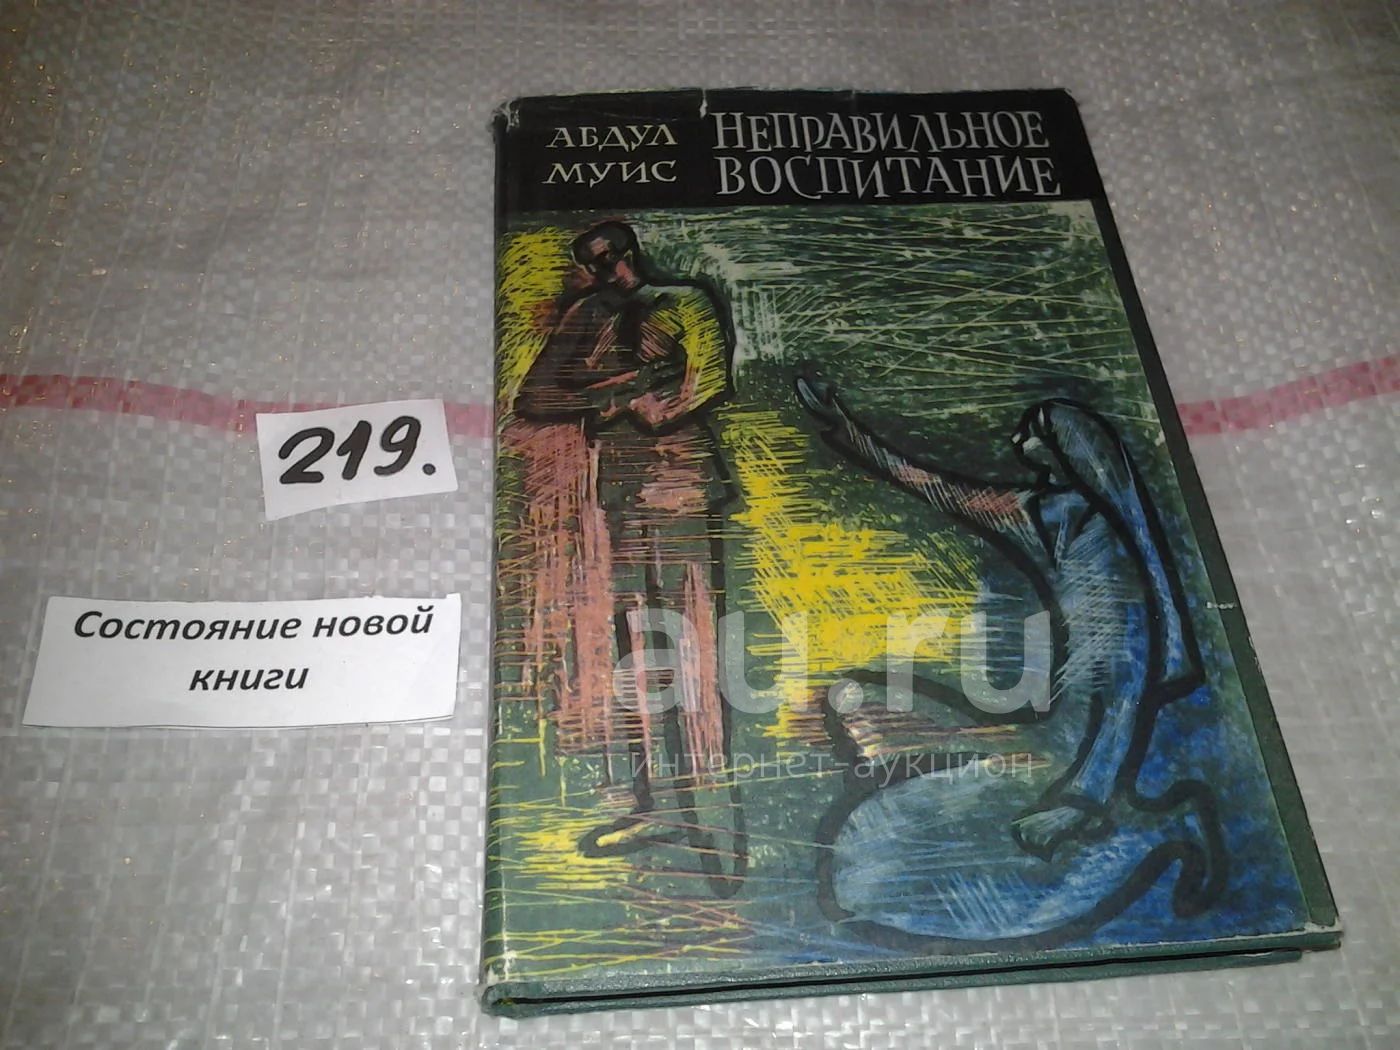 АБДУЛ
МУИС
НЕПРАВИЛЬНОЕ
ВОСПИТАНИЕ
219.
Состояние новой
книги
au.ru
интернет-аукцион